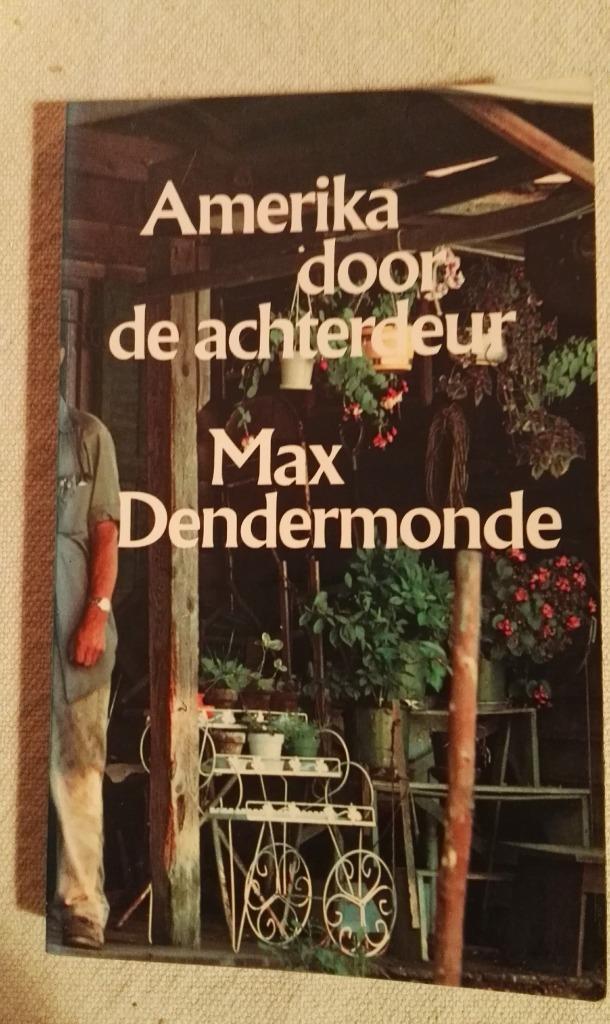 Amerika
door
de achterdeur
Max
Dendermonde